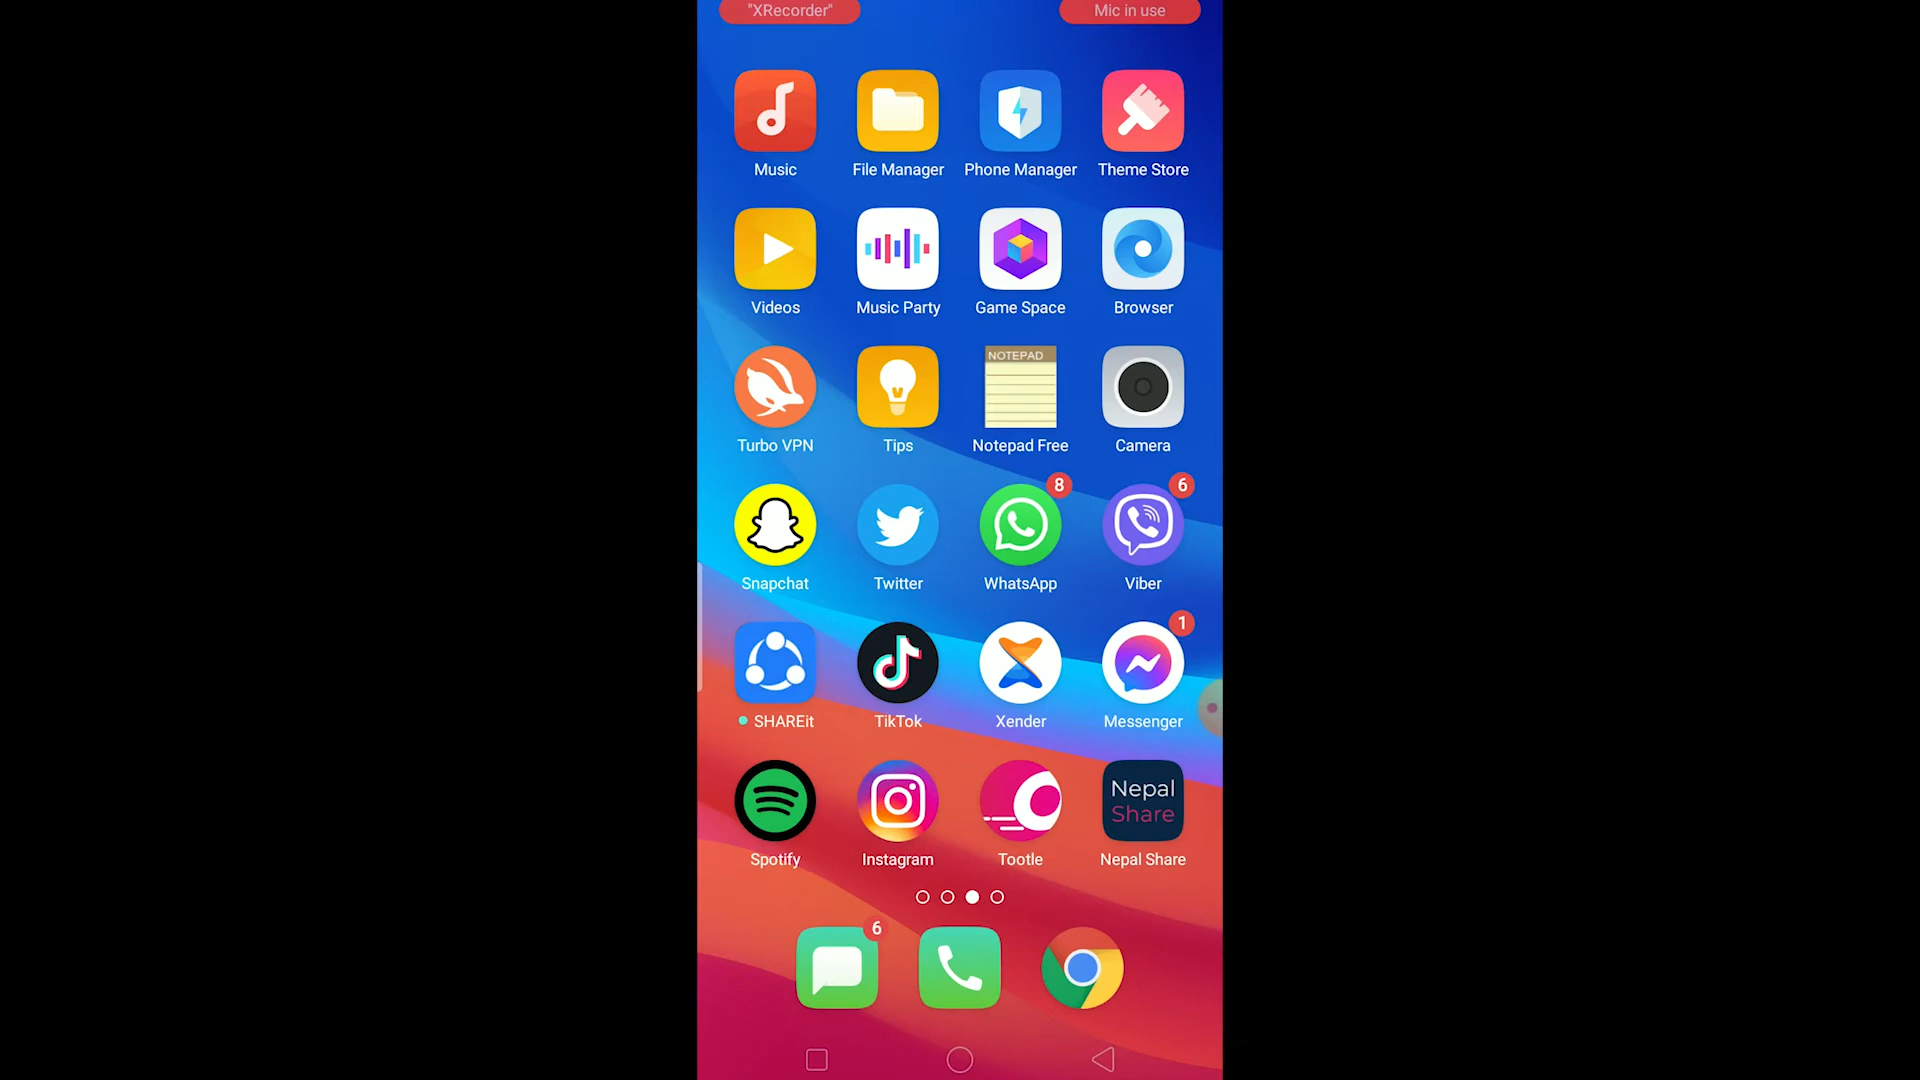 "XRecorder" Mic in use
Music File Manager Phone Manager Theme Store
Videos Music Party Game Space Browser
NOTEPAD
Turbo VPN Tips Notepad Free Camera
8 6
Snapchat Twitter WhatsApp Viber
1
SHAREit TikTok Xender Messenger
Nepal
Share
Spotify Instagram Tootle Nepal Share
6